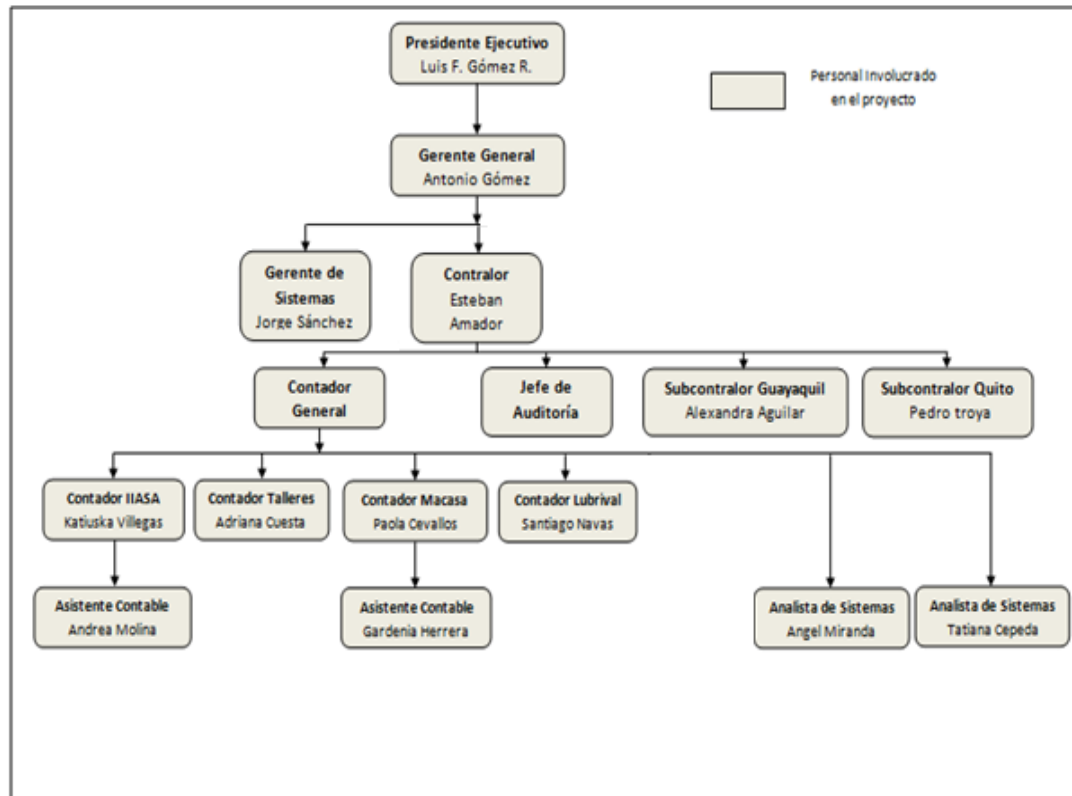 Presidente Ejecutivo
Luis F. Gómez R.
Personal Involucrado
en el proyecto
Gerente General
Antonio Gómez
Gerente de
Sistemas
Jorge Sánchez
Contralor
Esteban
Amador
Contador
General
Jefe de
Auditoría
Subcontralor Guayaquil
Alexandra Aguilar
Subcontralor Quito
Pedro troya
Contador IIASA
Katiuska Villegas
Contador Talleres
Adriana Cuesta
Contador Macasa
Paola Cevallos
Contador Lubrival
Santiago Navas
Asistente Contable
Andrea Molina
Asistente Contable
Gardenia Herrera
Analista de Sistemas
Angel Miranda
Analista de Sistemas
Tatiana Cepeda